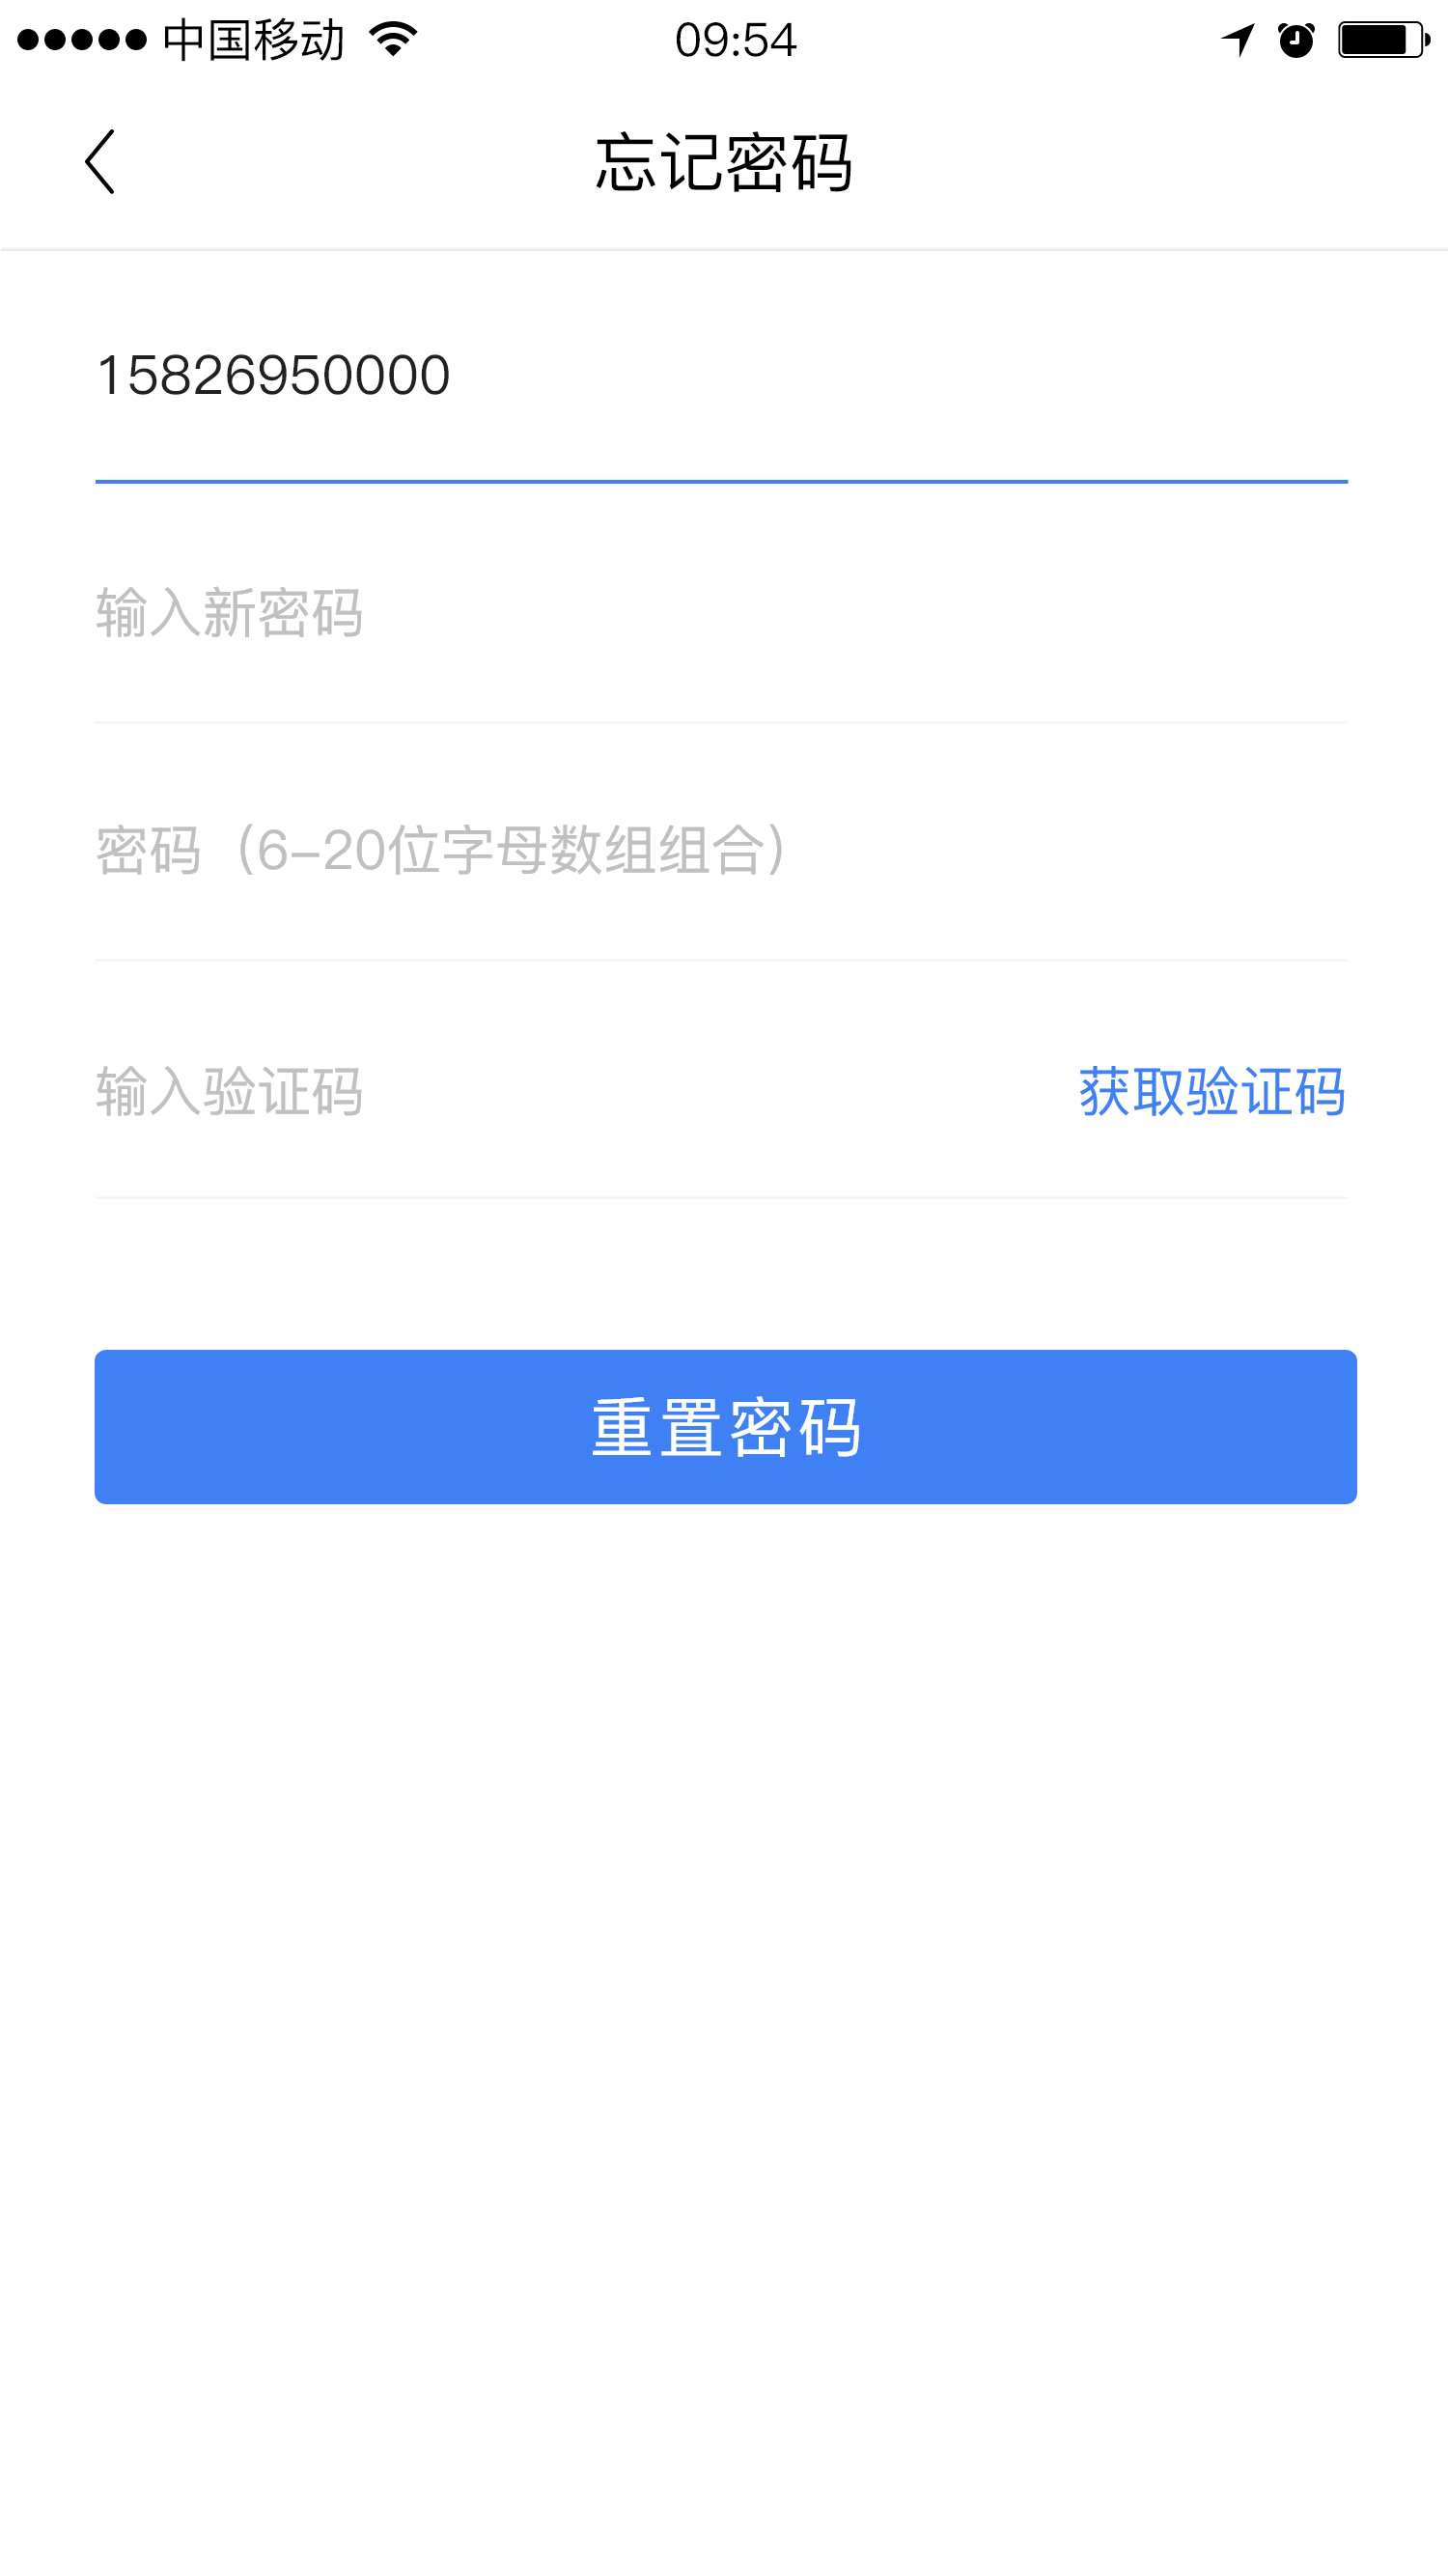 中国移动 09:54
忘记密码
15826950000
输入新密码
密码（6-20位字母数组组合）
输入验证码 获取验证码
重置密码